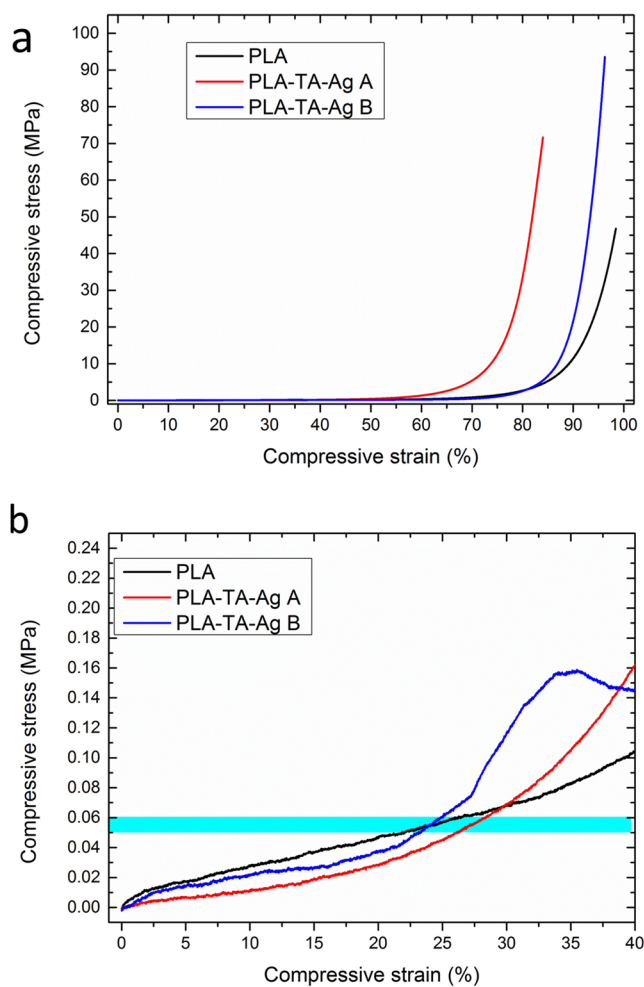 a
PLA
PLA-TA-Ag A
PLA-TA-Ag B
Compressive stress (MPa)
100
90
80
70
60
50
40
30
20
10
0
0 10 20 30 40 50 60 70 80 90 100
Compressive strain (%)
b
PLA
PLA-TA-Ag A
PLA-TA-Ag B
Compressive stress (MPa)
0.24
0.22
0.20
0.18
0.16
0.14
0.12
0.10
0.08
0.06
0.04
0.02
0.00
0 5 10 15 20 25 30 35 40
Compressive strain (%)